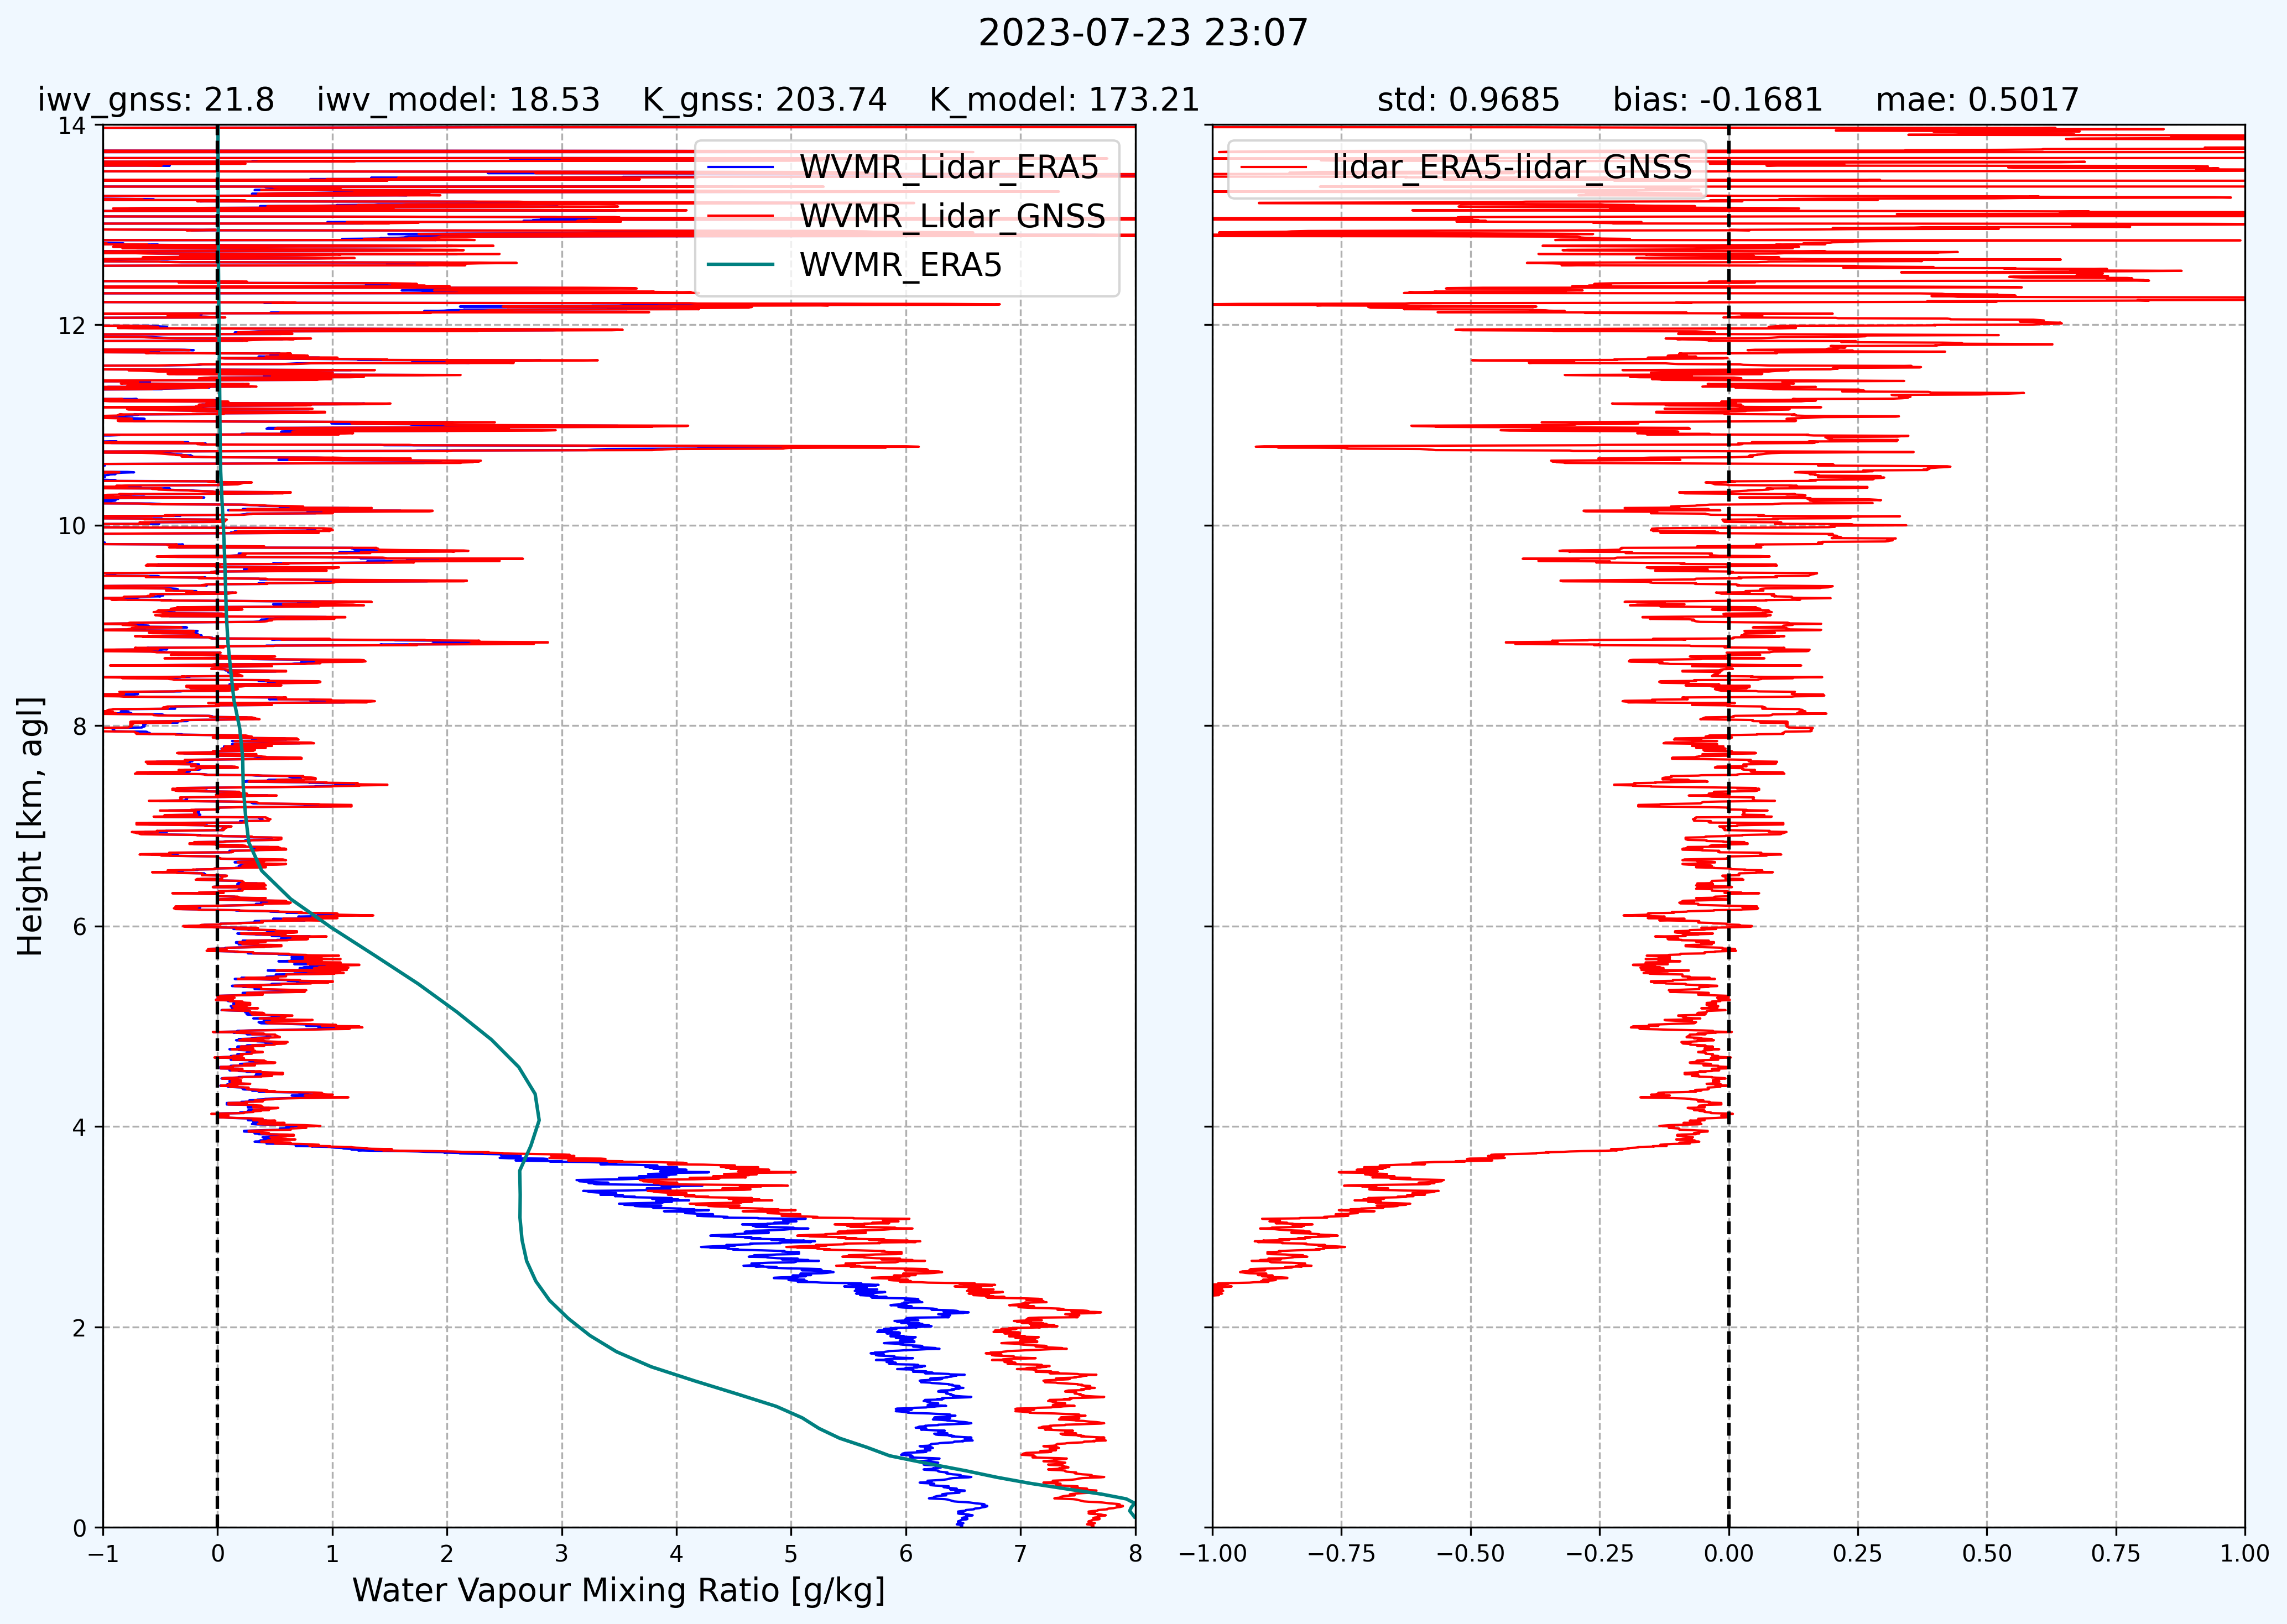 2023-07-23 23:07
iwv_gnss: 21.8 iwv_model: 18.53 K_gnss: 203.74 K_model: 173.21
std: 0.9685 bias: -0.1681 mae: 0.5017
WVMR_Lidar_ERA5
WVMR_Lidar_GNSS
WVMR_ERA5
lidar_ERA5-lidar_GNSS
Height [km, agl]
14
12
10
8
6
4
2
0
−1 0 1 2 3 4 5 6 7 8
Water Vapour Mixing Ratio [g/kg]
−1.00 −0.75 −0.50 −0.25 0.00 0.25 0.50 0.75 1.00